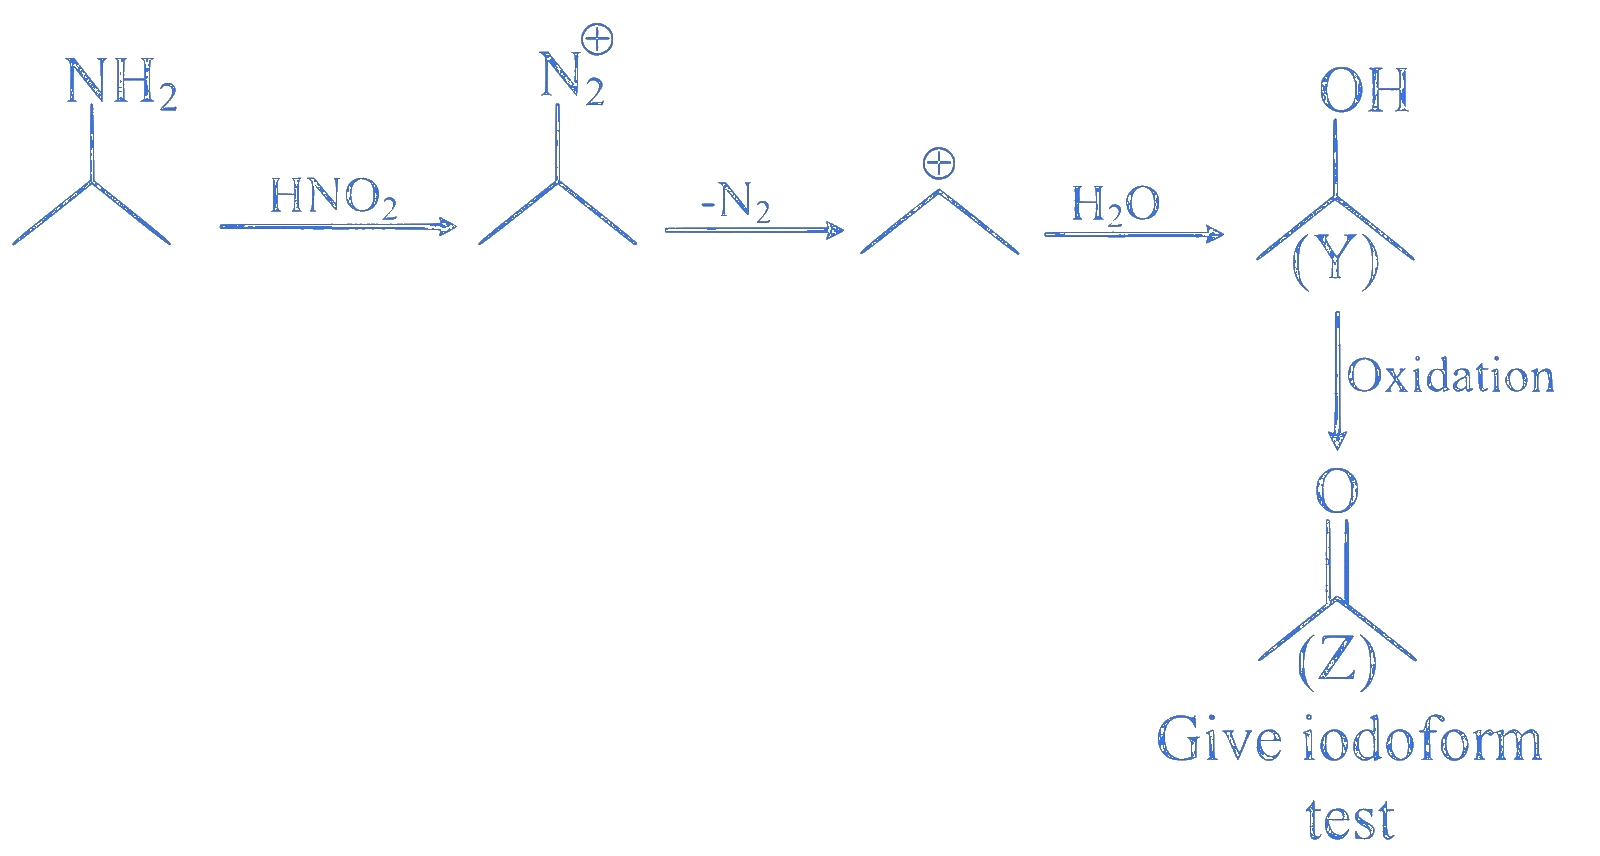 NH₂
N₂⊕
OH
HNO₂
-N₂
⊕
H₂O
(Y)
Oxidation
O
(Z)
Give iodoform
test